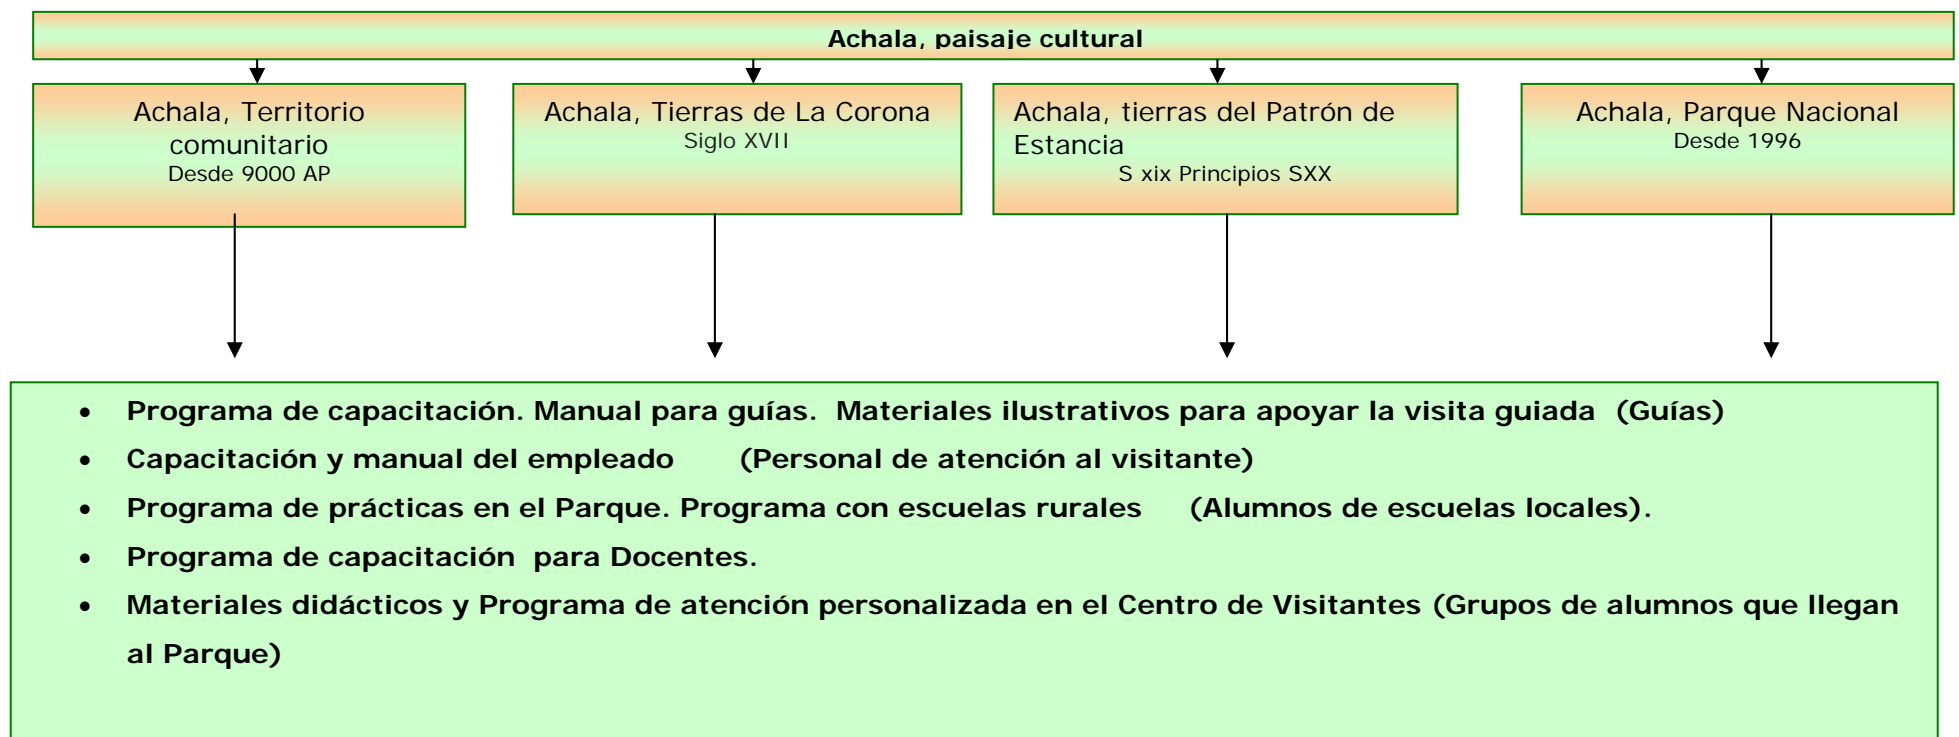 Achala, paisaje cultural
Achala, Territorio
comunitario
Desde 9000 AP
Achala, Tierras de La Corona
Siglo XVII
Achala, tierras del Patrón de
Estancia
S xix Principios SXX
Achala, Parque Nacional
Desde 1996
• Programa de capacitación. Manual para guías. Materiales ilustrativos para apoyar la visita guiada (Guías)
• Capacitación y manual del empleado (Personal de atención al visitante)
• Programa de prácticas en el Parque. Programa con escuelas rurales (Alumnos de escuelas locales).
• Programa de capacitación para Docentes.
• Materiales didácticos y Programa de atención personalizada en el Centro de Visitantes (Grupos de alumnos que llegan
al Parque)